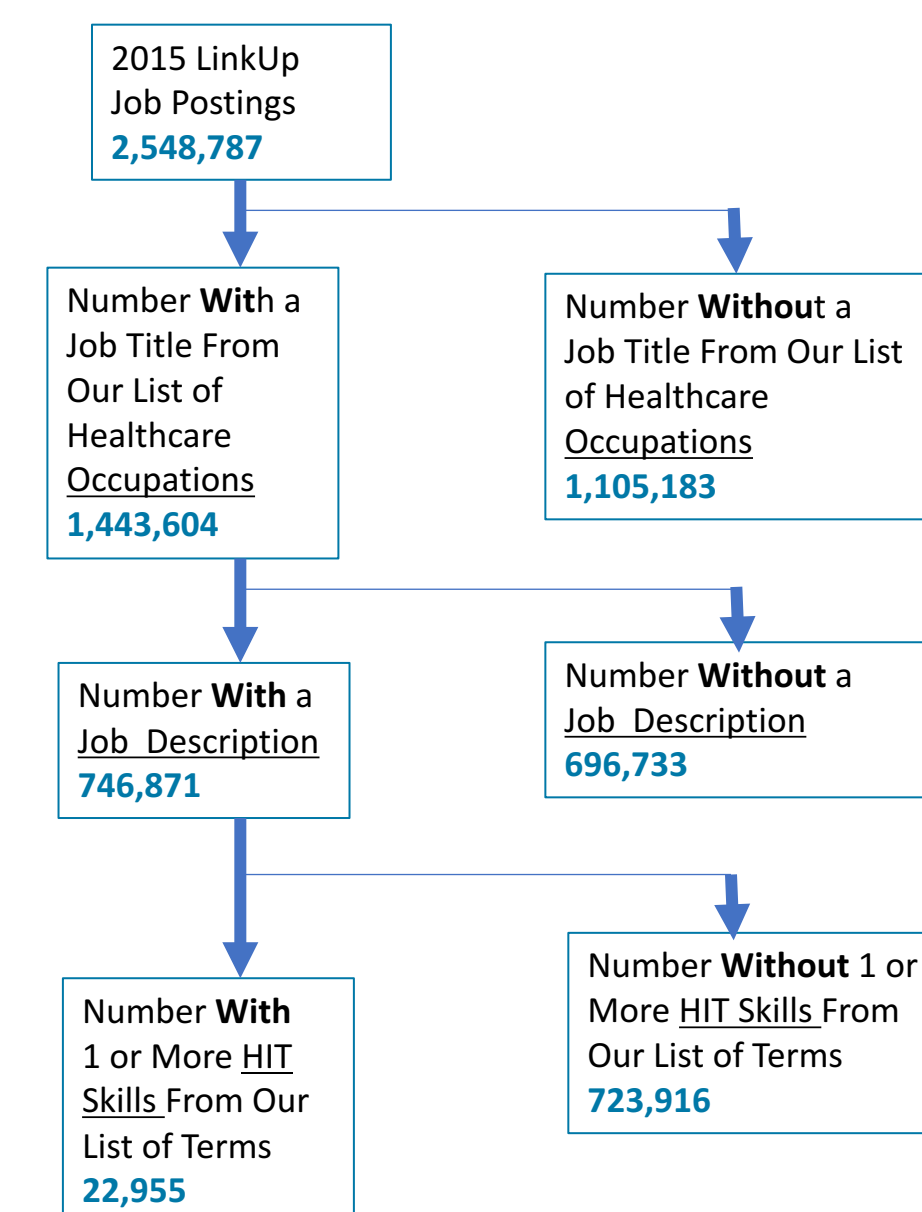 2015 LinkUp
Job Postings
2,548,787
Number With a
Job Title From
Our List of
Healthcare
Occupations
1,443,604
Number Without a
Job Title From Our List
of Healthcare
Occupations
1,105,183
Number With a
Job Description
746,871
Number Without a
Job Description
696,733
Number With
1 or More HIT
Skills From Our
List of Terms
22,955
Number Without 1 or
More HIT Skills From
Our List of Terms
723,916